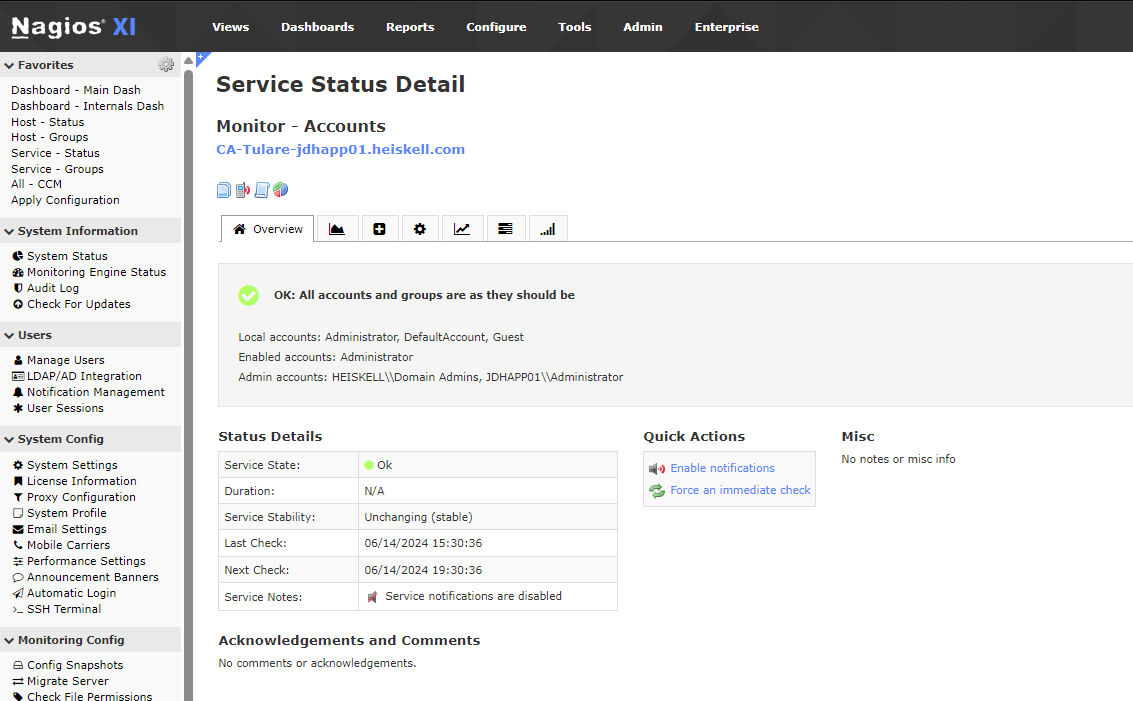 Nagios® XI
Views Dashboards Reports Configure Tools Admin Enterprise
Favorites
Dashboard - Main Dash
Dashboard - Internals Dash
Host - Status
Host - Groups
Service - Status
Service - Groups
All - CCM
Apply Configuration
System Information
System Status
Monitoring Engine Status
Audit Log
Check For Updates
Users
Manage Users
LDAP/AD Integration
Notification Management
User Sessions
System Config
System Settings
License Information
Proxy Configuration
System Profile
Email Settings
Mobile Carriers
Performance Settings
Announcement Banners
Automatic Login
SSH Terminal
Monitoring Config
Config Snapshots
Migrate Server
Check File Permissions
Service Status Detail
Monitor - Accounts
CA-Tulare-jdhapp01.heiskell.com
Overview
OK: All accounts and groups are as they should be
Local accounts: Administrator, DefaultAccount, Guest
Enabled accounts: Administrator
Admin accounts: HEISKELL\\Domain Admins, JDHAPP01\\Administrator
Status Details
Service State: Ok
Duration: N/A
Service Stability: Unchanging (stable)
Last Check: 06/14/2024 15:30:36
Next Check: 06/14/2024 19:30:36
Service Notes: Service notifications are disabled
Quick Actions
Enable notifications
Force an immediate check
Misc
No notes or misc info
Acknowledgements and Comments
No comments or acknowledgements.